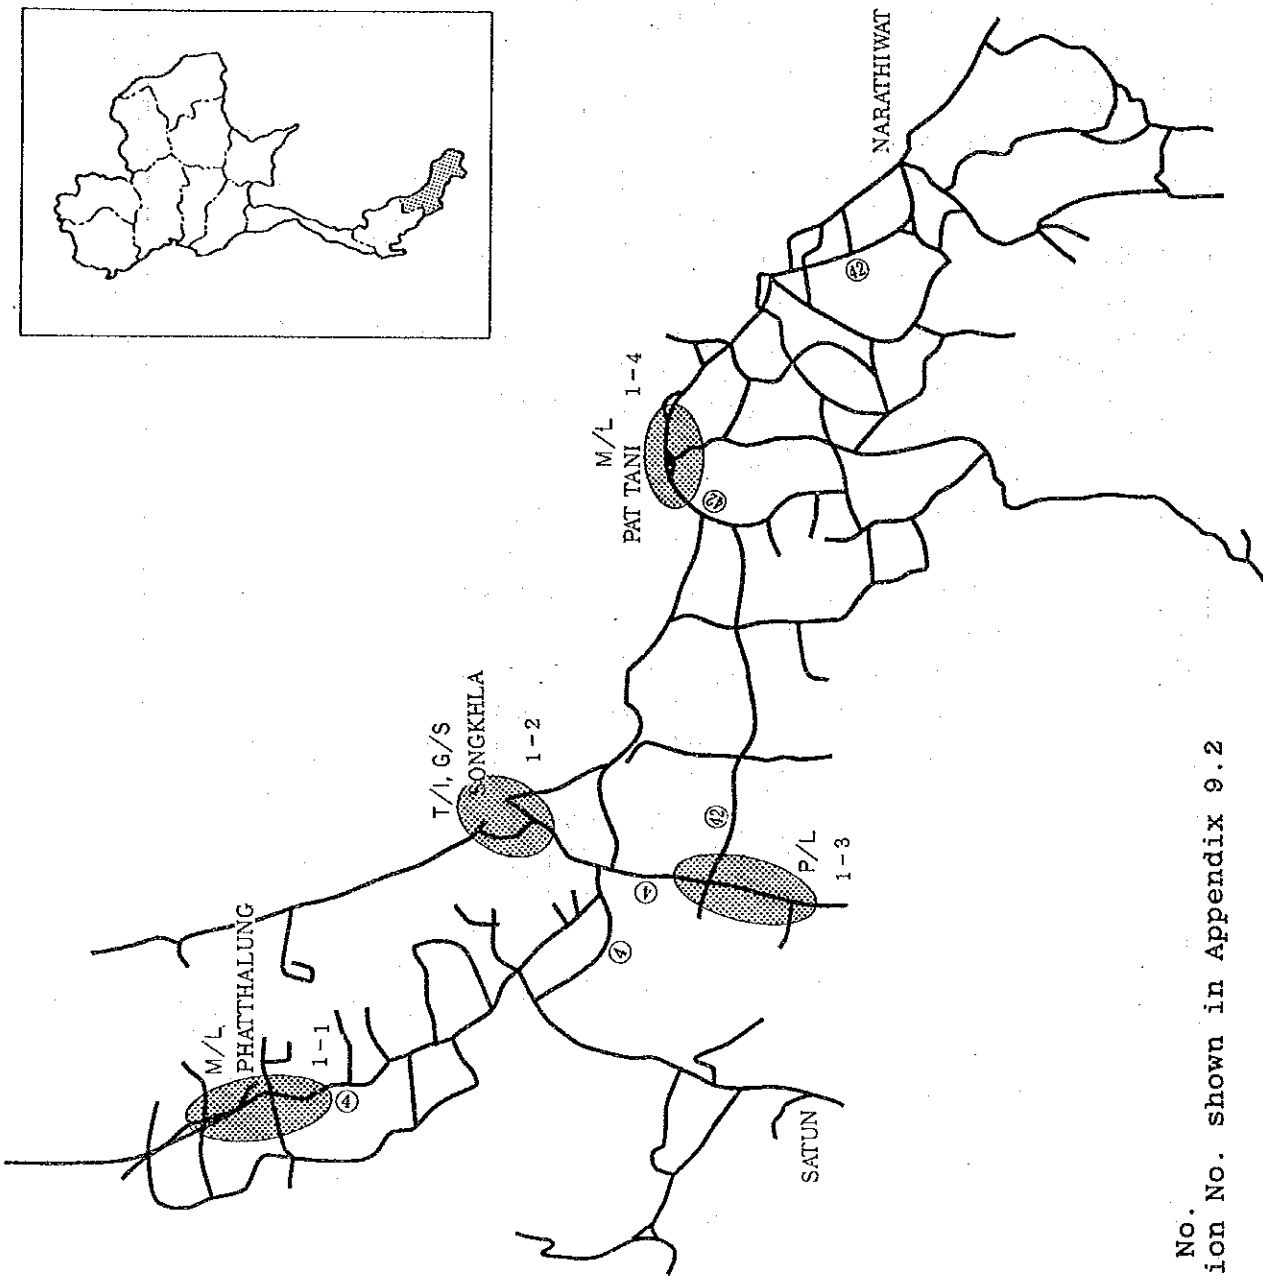 NARATHIWAT
42
M/L
PAT TANI 1-4
42
T/I, G/S
SONGKHLA
1-2
42
P/L
1-3
4
4
M/L
PHATTHALUNG
1-1
4
SATUN
No.
ion No. shown in Appendix 9.2